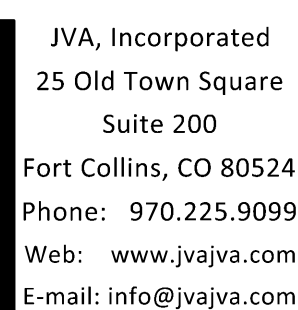 JVA, Incorporated
25 Old Town Square
Suite 200
Fort Collins, CO 80524
Phone: 970.225.9099
Web: www.jvajva.com
E-mail: info@jvajva.com